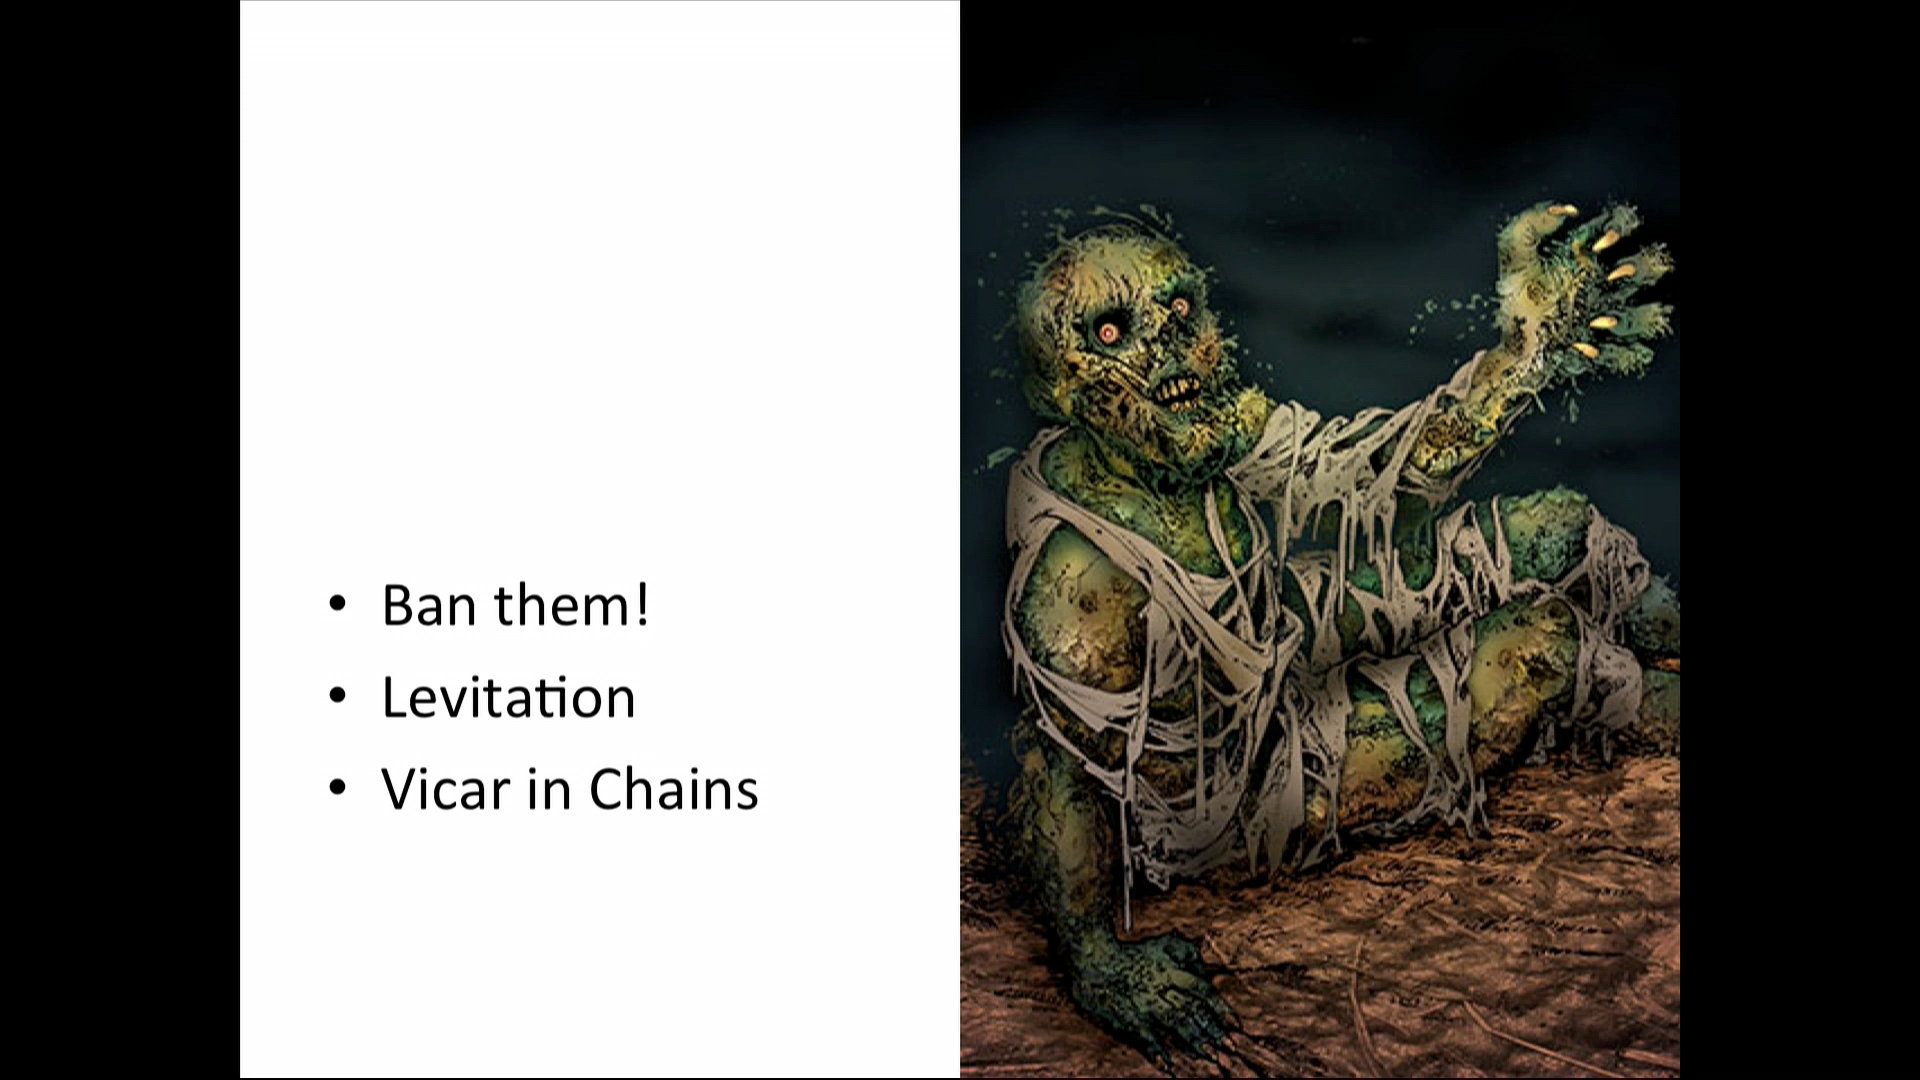 • Ban them!
• Levitation
• Vicar in Chains